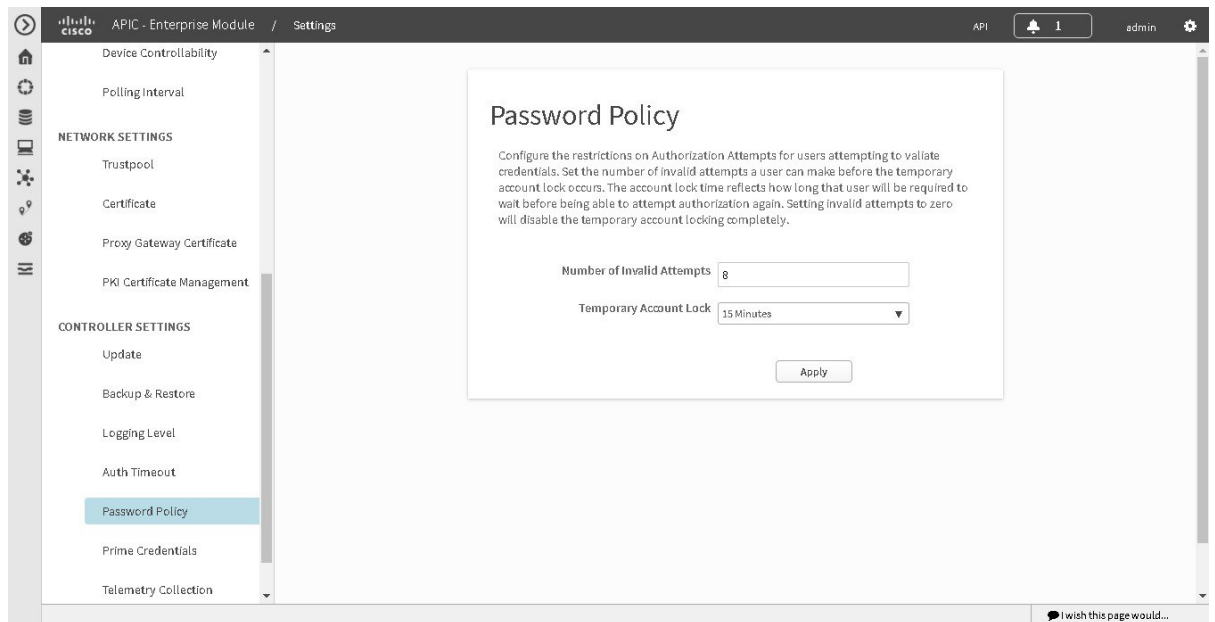 CISCO APIC - Enterprise Module / Settings API 1 admin
Device Controllability
Polling Interval
NETWORK SETTINGS
Trustpool
Certificate
Proxy Gateway Certificate
PKI Certificate Management
CONTROLLER SETTINGS
Update
Backup & Restore
Logging Level
Auth Timeout
Password Policy
Prime Credentials
Telemetry Collection
Password Policy
Configure the restrictions on Authorization Attempts for users attempting to valiate
credentials. Set the number of invalid attempts a user can make before the temporary
account lock occurs. The account lock time reflects how long that user will be required to
wait before being able to attempt authorization again. Setting invalid attempts to zero
will disable the temporary account locking completely.
Number of Invalid Attempts 8
Temporary Account Lock 15 Minutes
Apply
I wish this page would...